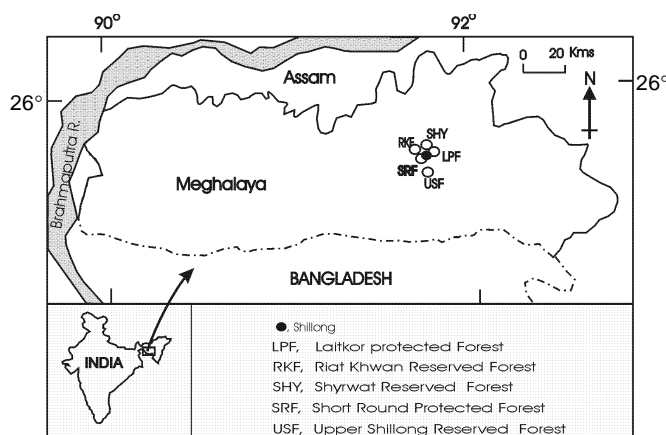 90° 92°
0 20 Kms
N
Assam
26° 26°
Brahmaputra R.
SHY
RKF
LPF
SRF
USF
Meghalaya
BANGLADESH
INDIA
, Shillong
LPF, Laitkor protected Forest
RKF, Riat Khwan Reserved Forest
SHY, Shyrwat Reserved Forest
SRF, Short Round Protected Forest
USF, Upper Shillong Reserved Forest